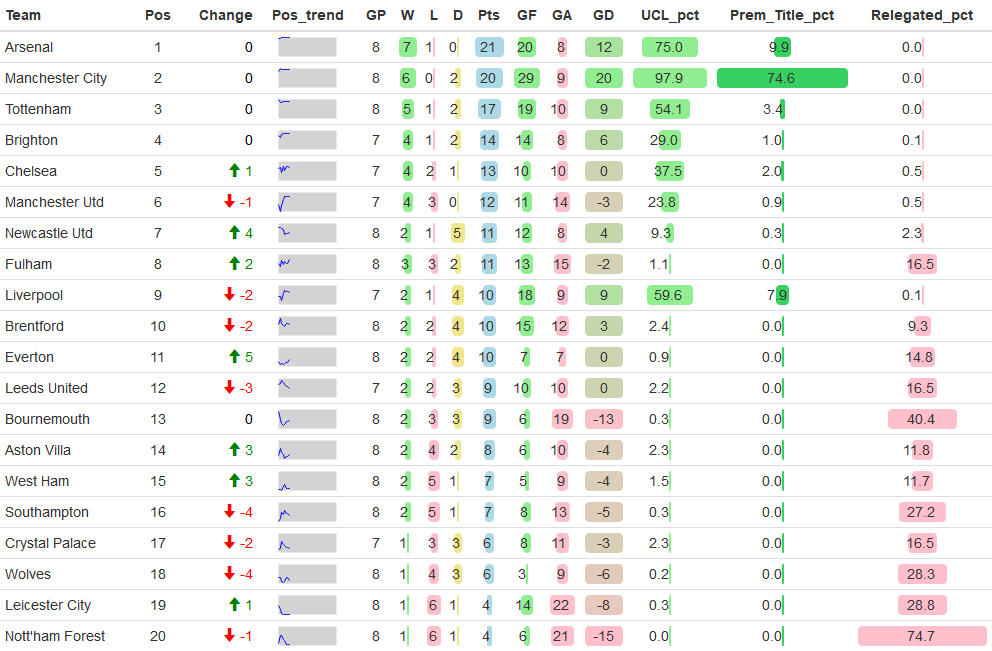 Team Pos Change Pos_trend GP W L D Pts GF GA GD UCL_pct Prem_Title_pct Relegated_pct
Arsenal 1 0 8 7 1 0 21 20 8 12 75.0 9.9 0.0
Manchester City 2 0 8 6 0 2 20 29 9 20 97.9 74.6 0.0
Tottenham 3 0 8 5 1 2 17 19 10 9 54.1 3.4 0.0
Brighton 4 0 7 4 1 2 14 14 8 6 29.0 1.0 0.1
Chelsea 5 1 7 4 2 1 13 10 10 0 37.5 2.0 0.5
Manchester Utd 6 -1 7 4 3 0 12 11 14 -3 23.8 0.9 0.5
Newcastle Utd 7 4 8 2 1 5 11 12 8 4 9.3 0.3 2.3
Fulham 8 2 8 3 3 2 11 13 15 -2 1.1 0.0 16.5
Liverpool 9 -2 7 2 1 4 10 18 9 9 59.6 7.9 0.1
Brentford 10 -2 8 2 2 4 10 15 12 3 2.4 0.0 9.3
Everton 11 5 8 2 2 4 10 7 7 0 0.9 0.0 14.8
Leeds United 12 -3 7 2 2 3 9 10 10 0 2.2 0.0 16.5
Bournemouth 13 0 8 2 3 3 9 6 19 -13 0.3 0.0 40.4
Aston Villa 14 3 8 2 4 2 8 6 10 -4 2.3 0.0 11.8
West Ham 15 3 8 2 5 1 7 5 9 -4 1.5 0.0 11.7
Southampton 16 -4 8 2 5 1 7 8 13 -5 0.3 0.0 27.2
Crystal Palace 17 -2 7 1 3 3 6 8 11 -3 2.3 0.0 16.5
Wolves 18 -4 8 1 4 3 6 3 9 -6 0.2 0.0 28.3
Leicester City 19 1 8 1 6 1 4 14 22 -8 0.3 0.0 28.8
Nott'ham Forest 20 -1 8 1 6 1 4 6 21 -15 0.0 0.0 74.7